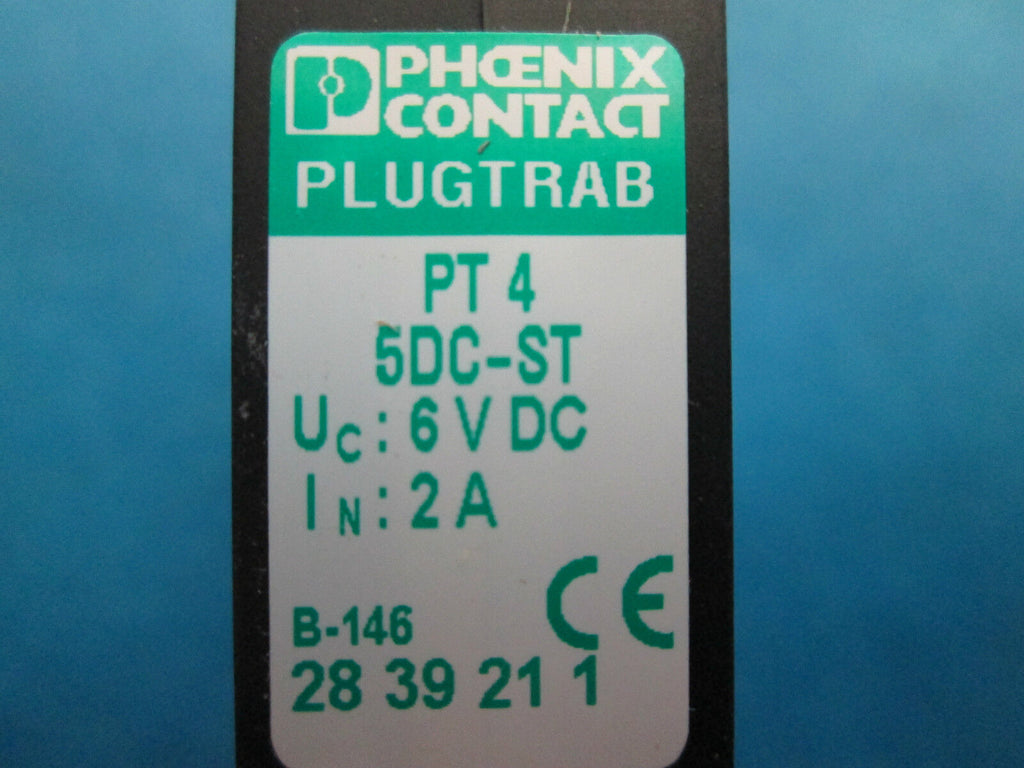 PHŒNIX
CONTACT
PLUGTRAB
PT 4
5DC-ST
UC: 6 V DC
IN: 2 A
CE
B-146
28 39 21 1